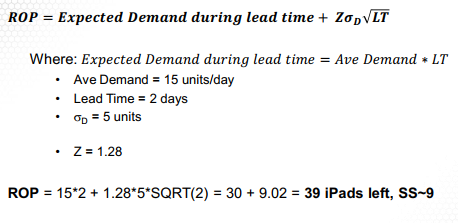 ROP = Expected Demand during lead time + Zσ_D√LT
Where: Expected Demand during lead time = Ave Demand * LT
• Ave Demand = 15 units/day
• Lead Time = 2 days
• σ_D = 5 units
• Z = 1.28
ROP = 15*2 + 1.28*5*SQRT(2) = 30 + 9.02 = 39 iPads left, SS~9